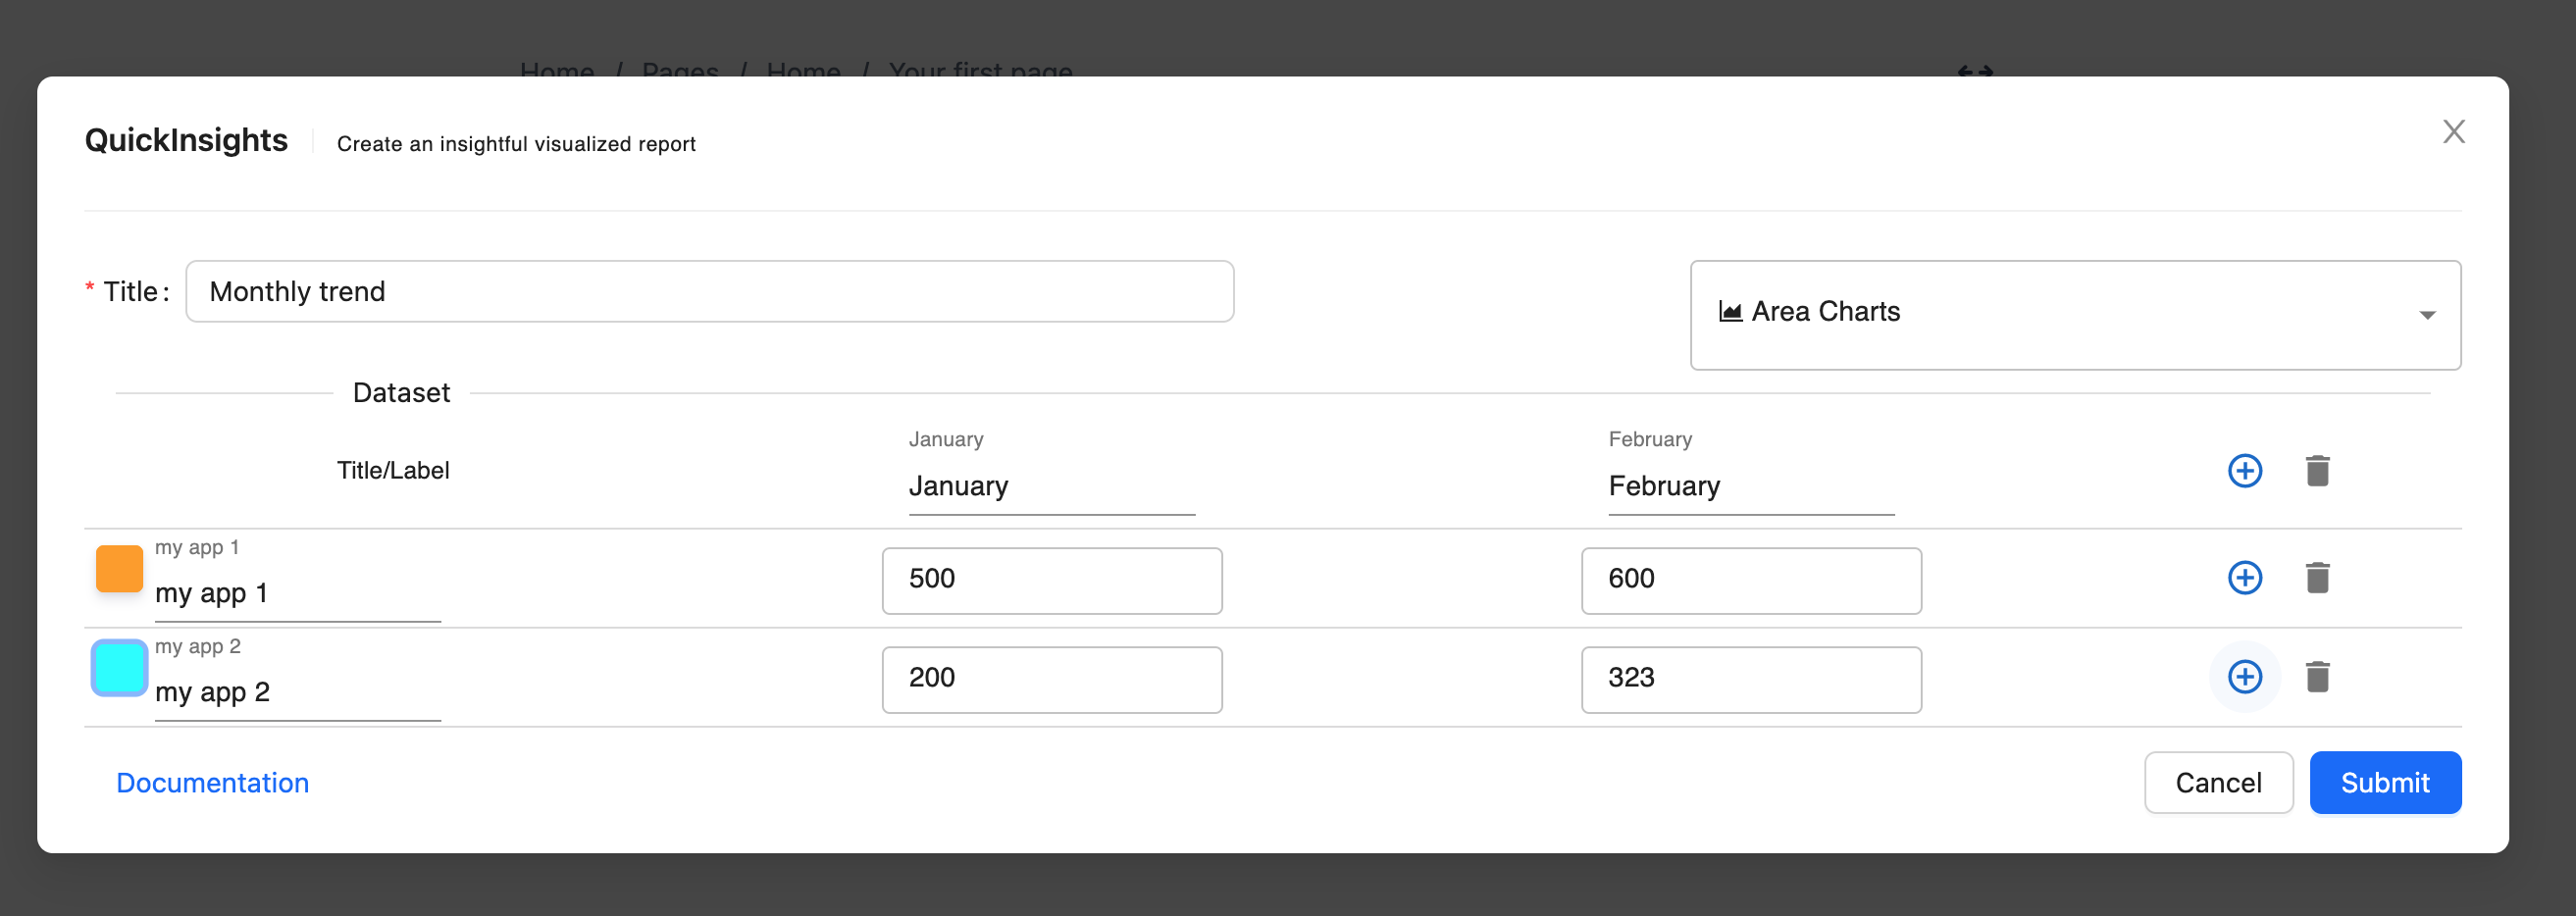 Home / Pages / Home / Your first page
QuickInsights
Create an insightful visualized report
* Title: Monthly trend
Area Charts
Dataset
Title/Label
January
January
February
February
my app 1
my app 1
500
600
my app 2
my app 2
200
323
Documentation
Cancel
Submit